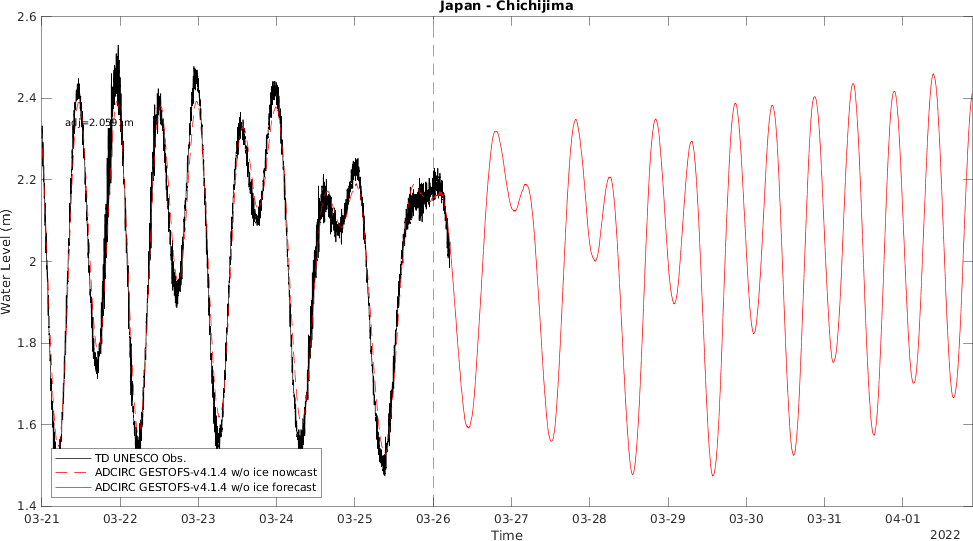 Japan - Chichijima
2.6
2.4
2.2
2
1.8
1.6
1.4
Water Level (m)
adj=2.0591m
TD UNESCO Obs.
ADCIRC GESTOFS-v4.1.4 w/o ice nowcast
ADCIRC GESTOFS-v4.1.4 w/o ice forecast
03-21 03-22 03-23 03-24 03-25 03-26 03-27 03-28 03-29 03-30 03-31 04-01
Time
2022